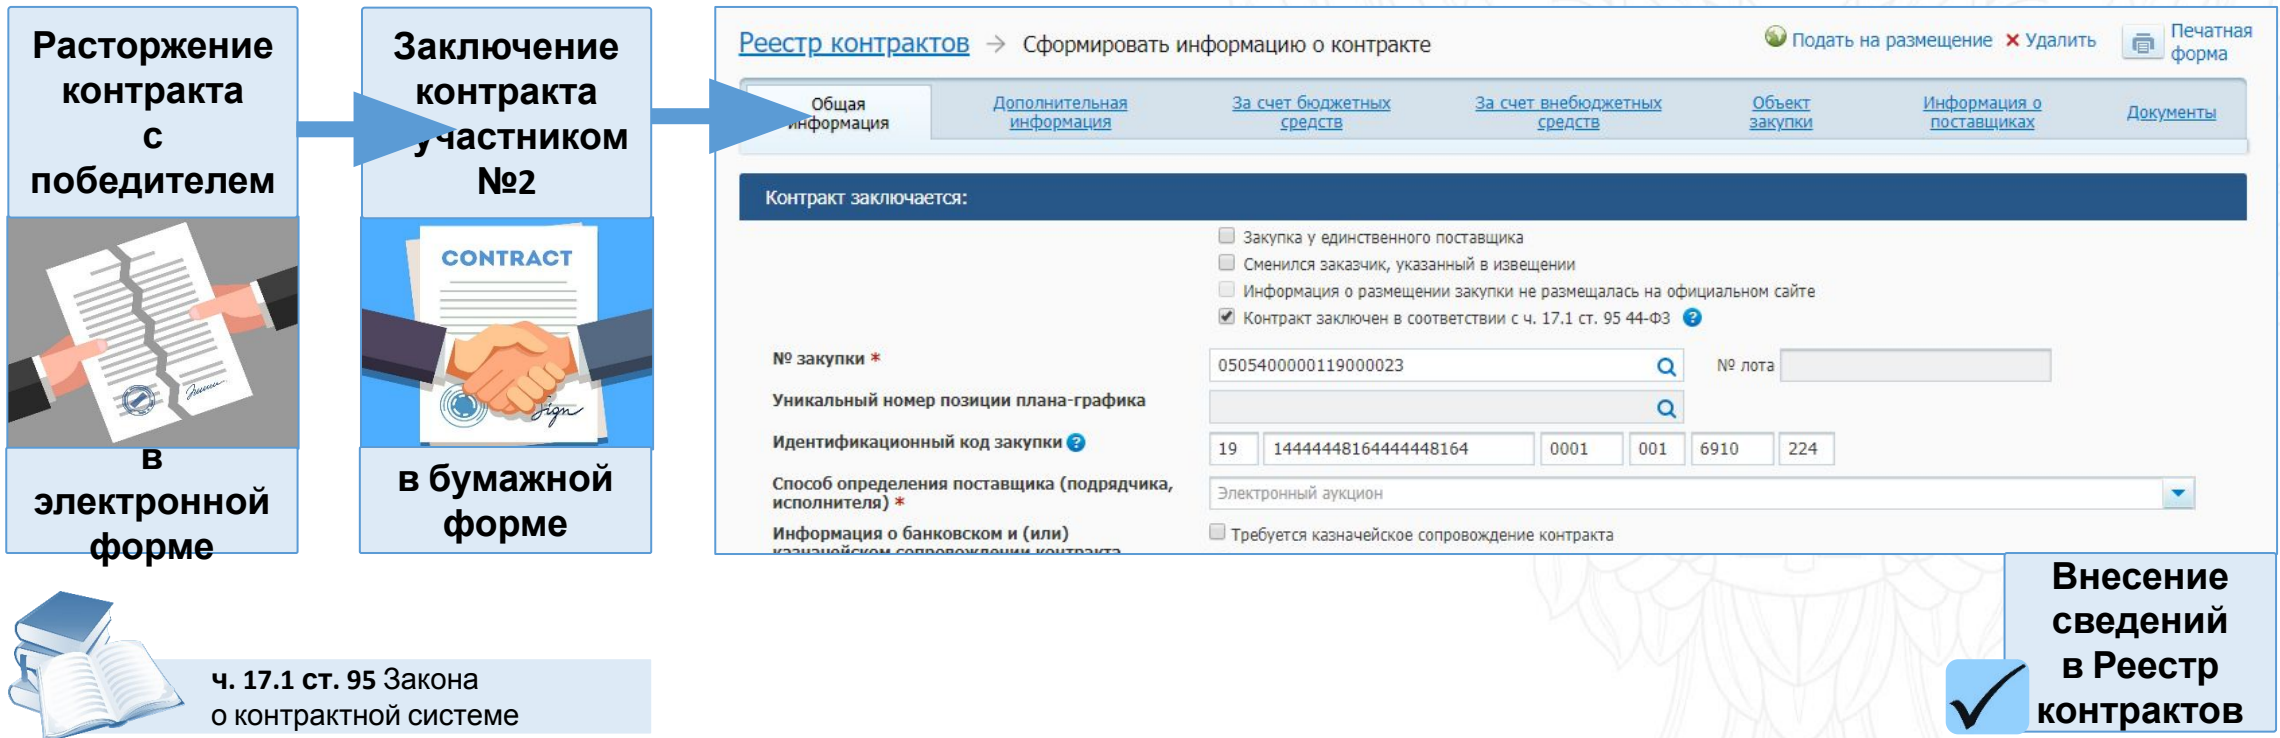 Расторжение
контракта
с
победителем
в
электронной
форме
Заключение
контракта
участником
№2
CONTRACT
Sign
в бумажной
форме
Реестр контрактов → Сформировать информацию о контракте
Подать на размещение
Удалить
Печатная
форма
Общая
информация
Дополнительная
информация
За счет бюджетных
средств
За счет внебюджетных
средств
Объект
закупки
Информация о
поставщиках
Документы
Контракт заключается:
Закупка у единственного поставщика
Сменился заказчик, указанный в извещении
Информация о размещении закупки не размещалась на официальном сайте
Контракт заключен в соответствии с ч. 17.1 ст. 95 44-ФЗ ?
№ закупки * 0505400000119000023 № лота
Уникальный номер позиции плана-графика
Идентификационный код закупки ? 19 14444448164444448164 0001 001 6910 224
Способ определения поставщика (подрядчика,
исполнителя) *
Электронный аукцион
Информация о банковском и (или)
казначейском сопровождении контракта
Требуется казначейское сопровождение контракта
Внесение
сведений
в Реестр
контрактов
ч. 17.1 ст. 95 Закона
о контрактной системе